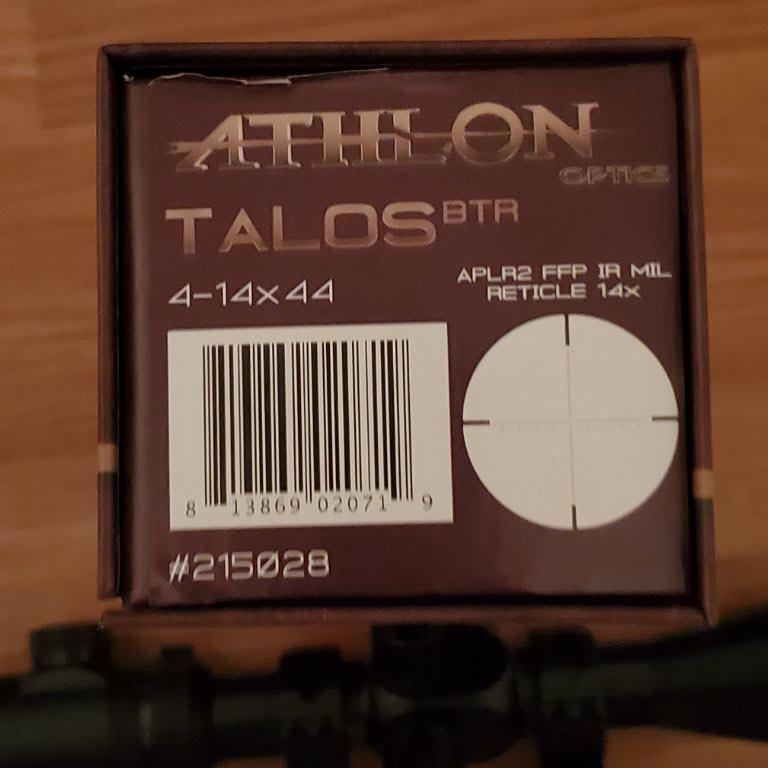 ATHLON
OPTICS
TALOS BTR
4-14x44
APLR2 FFP IR MIL
RETICLE 14x
8 13869 02071 9
#215028